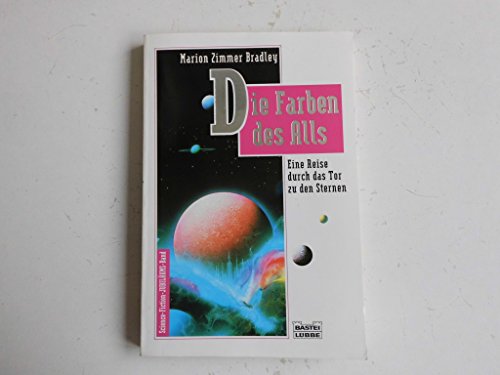 Marion Zimmer Bradley
Die Farben
des Alls
Eine Reise
durch das Tor
zu den Sternen
Science-Fiction-JUBILÄUMS-Band
BASTEI
LÜBBE